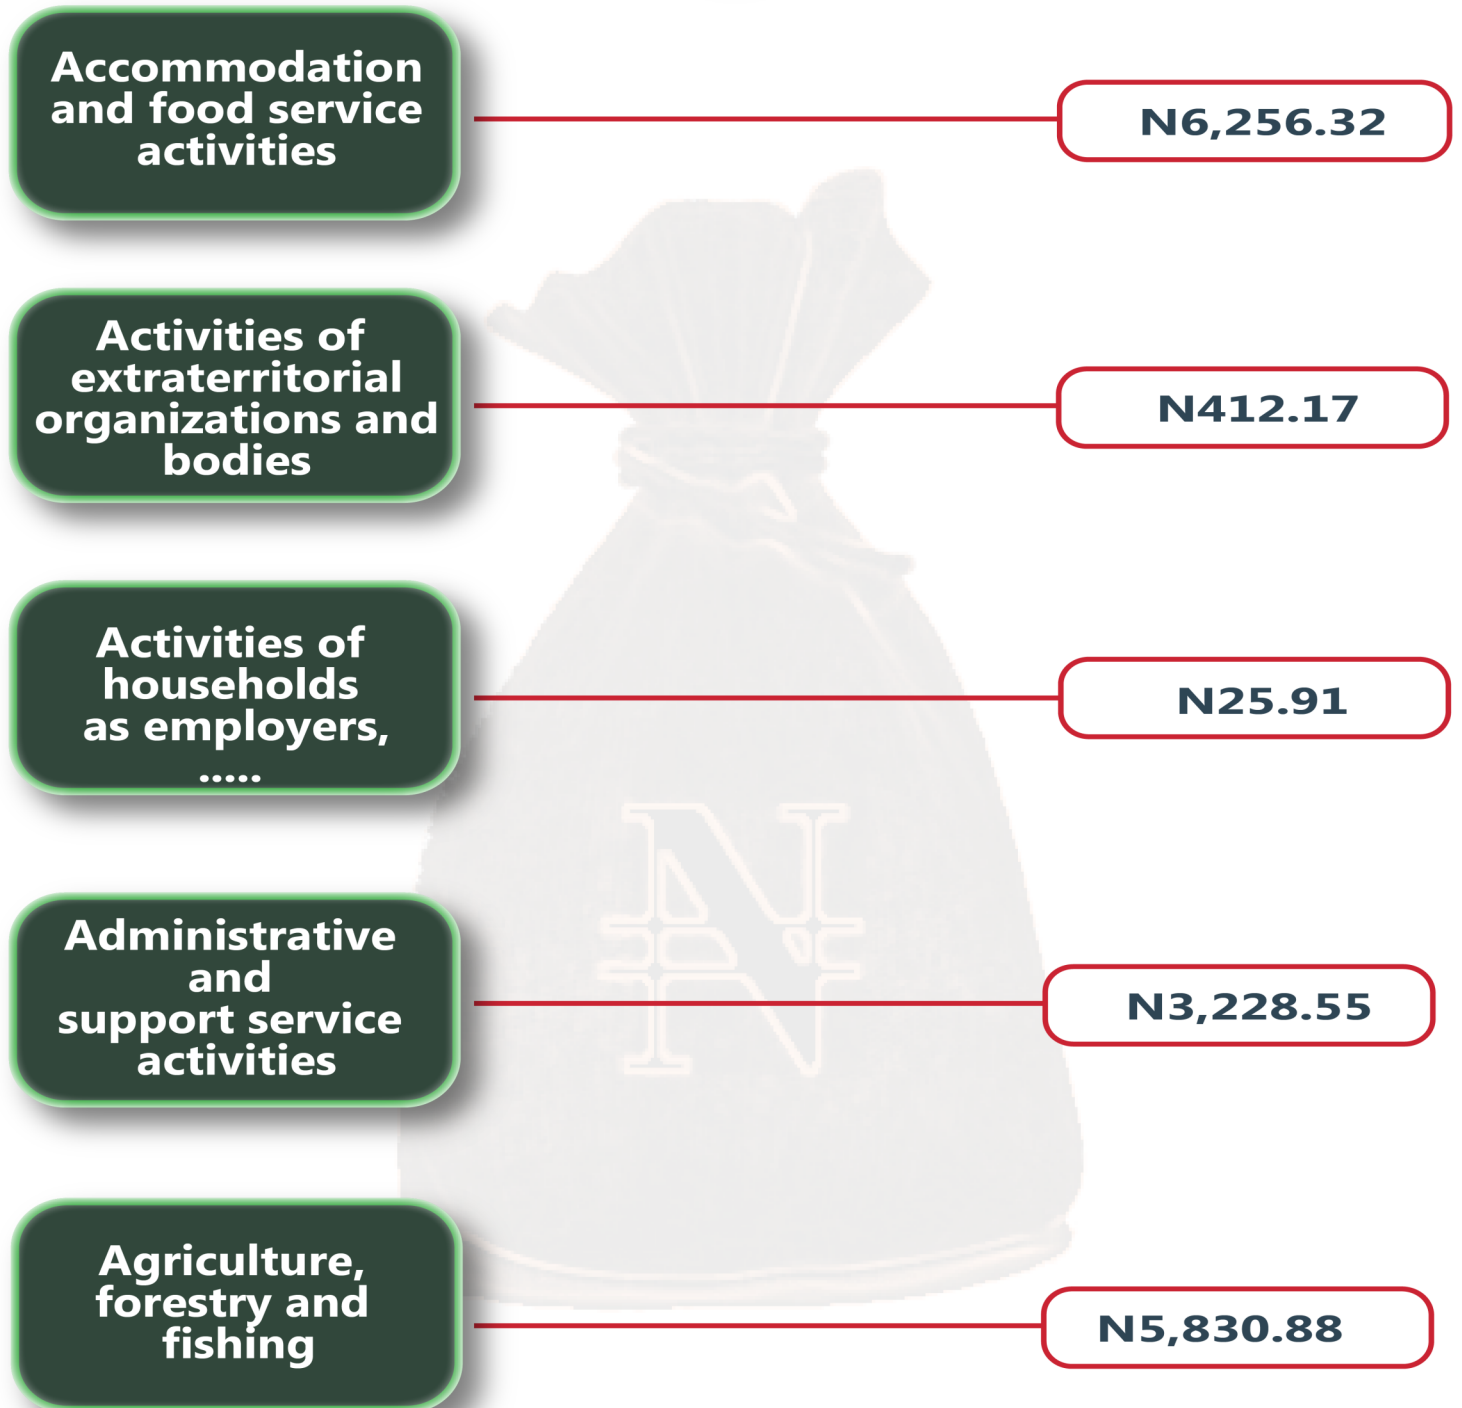 Accommodation
and food service
activities
N6,256.32
Activities of
extraterritorial
organizations and
bodies
N412.17
Activities of
households
as employers,
.....
N25.91
Administrative
and
support service
activities
N3,228.55
Agriculture,
forestry and
fishing
N5,830.88
₦